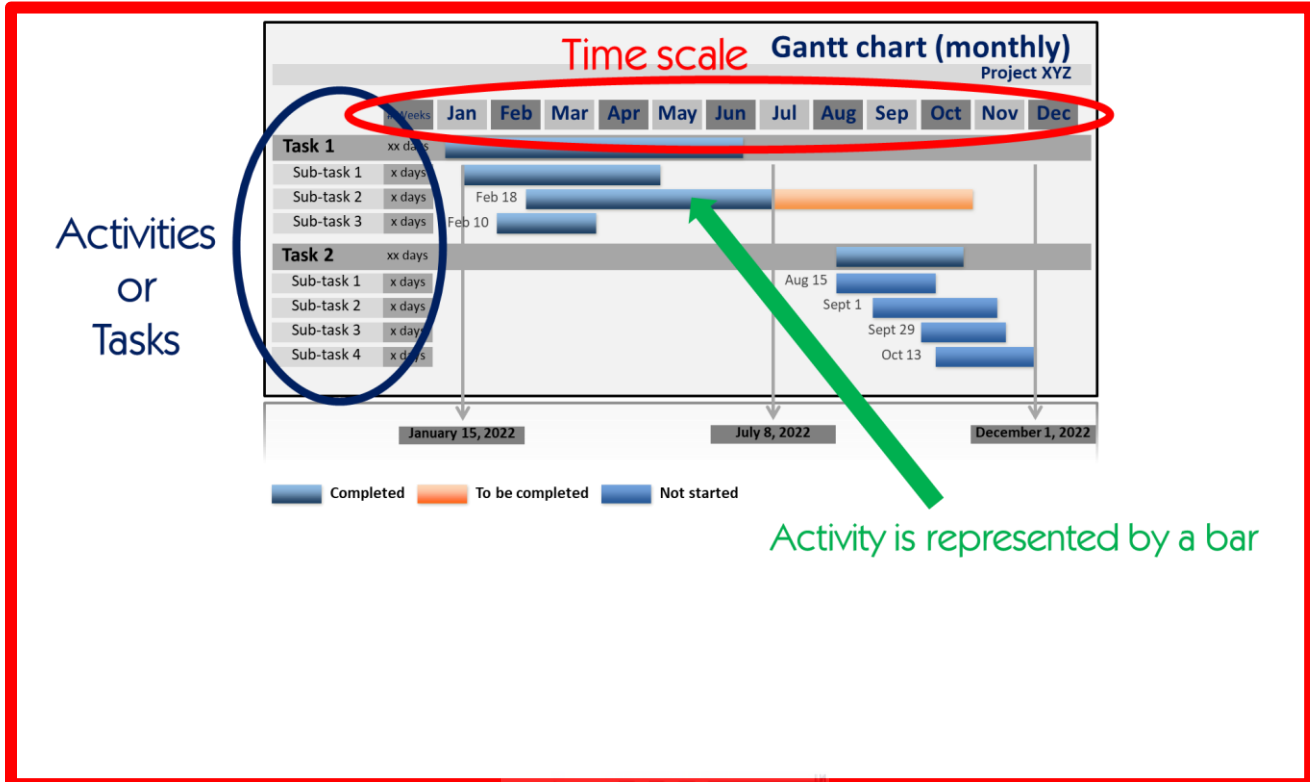 Gantt chart (monthly)
Time scale
Project XYZ
# Weeks Jan Feb Mar Apr May Jun Jul Aug Sep Oct Nov Dec
Task 1 xx days
Sub-task 1 x days
Sub-task 2 x days Feb 18
Sub-task 3 x days Feb 10
Task 2 xx days
Sub-task 1 x days Aug 15
Sub-task 2 x days Sept 1
Sub-task 3 x days Sept 29
Sub-task 4 x days Oct 13
Activities
or
Tasks
January 15, 2022 July 8, 2022 December 1, 2022
Completed To be completed Not started
Activity is represented by a bar